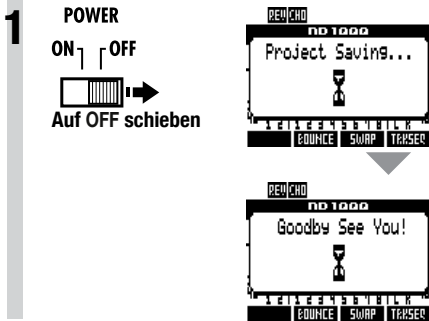 1
POWER
ON OFF
Auf OFF schieben
REV CHO
Project Saving...
BOUNCE SWAP TRKSEQ
REV CHO
Goodby See You!
BOUNCE SWAP TRKSEQ